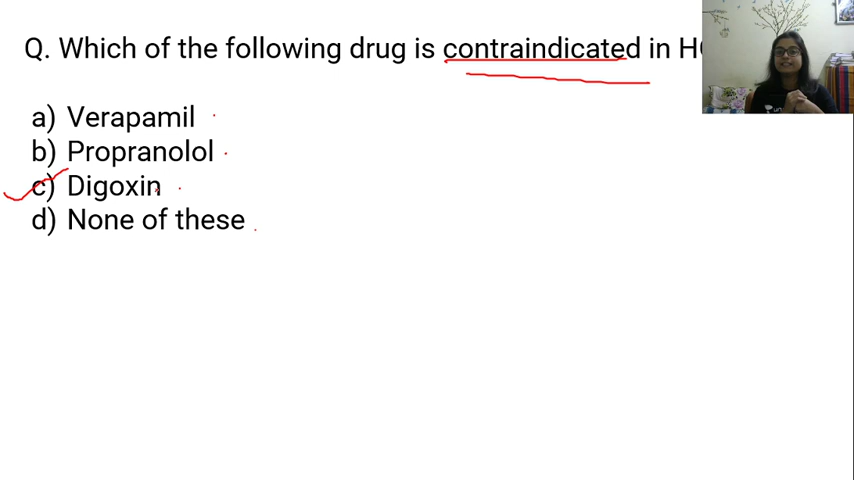 Q. Which of the following drug is contraindicated in
a) Verapamil
b) Propranolol
c) Digoxin
d) None of these